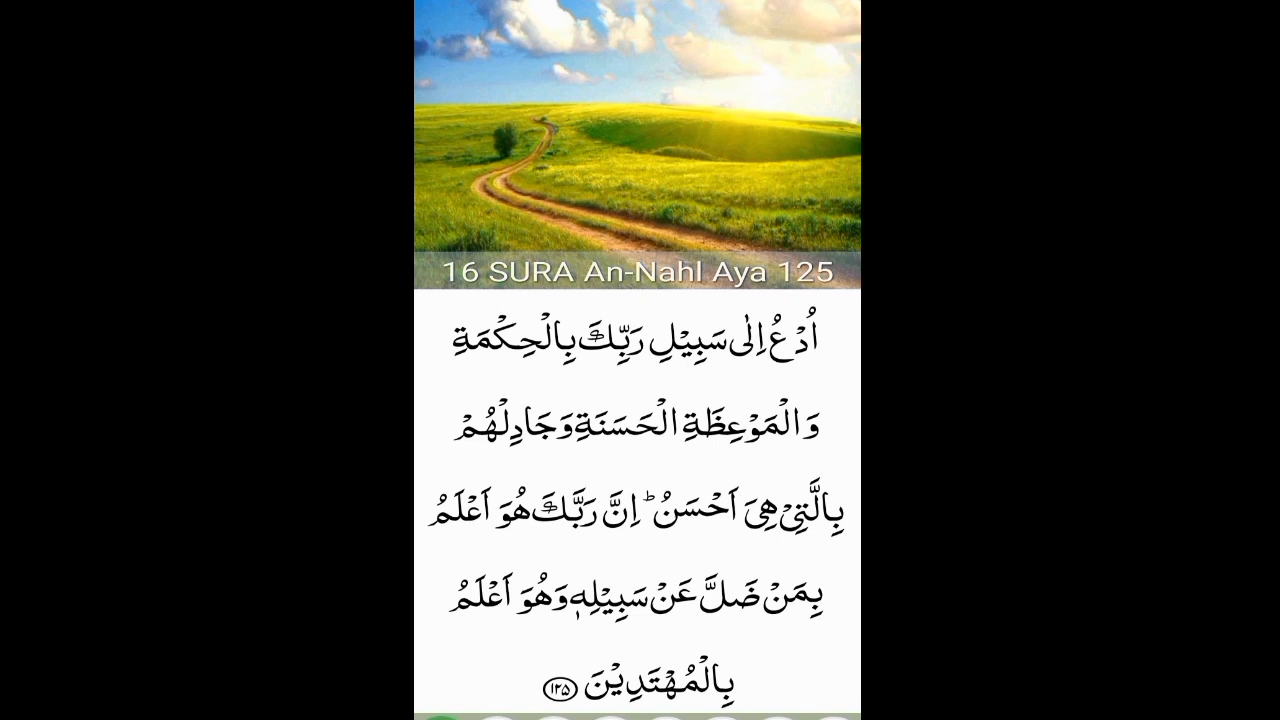 16 SURA An-Nahl Aya 125
اُدْعُ اِلٰى سَبِيْلِ رَبِّكَ بِالْحِكْمَةِ
وَ الْمَوْعِظَةِ الْحَسَنَةِ وَ جَادِلْهُمْ
بِالَّتِيْ هِيَ اَحْسَنُ ؕ اِنَّ رَبَّكَ هُوَ اَعْلَمُ
بِمَنْ ضَلَّ عَنْ سَبِيْلِهٖ وَ هُوَ اَعْلَمُ
بِالْمُهْتَدِيْنَ ۱۲۵